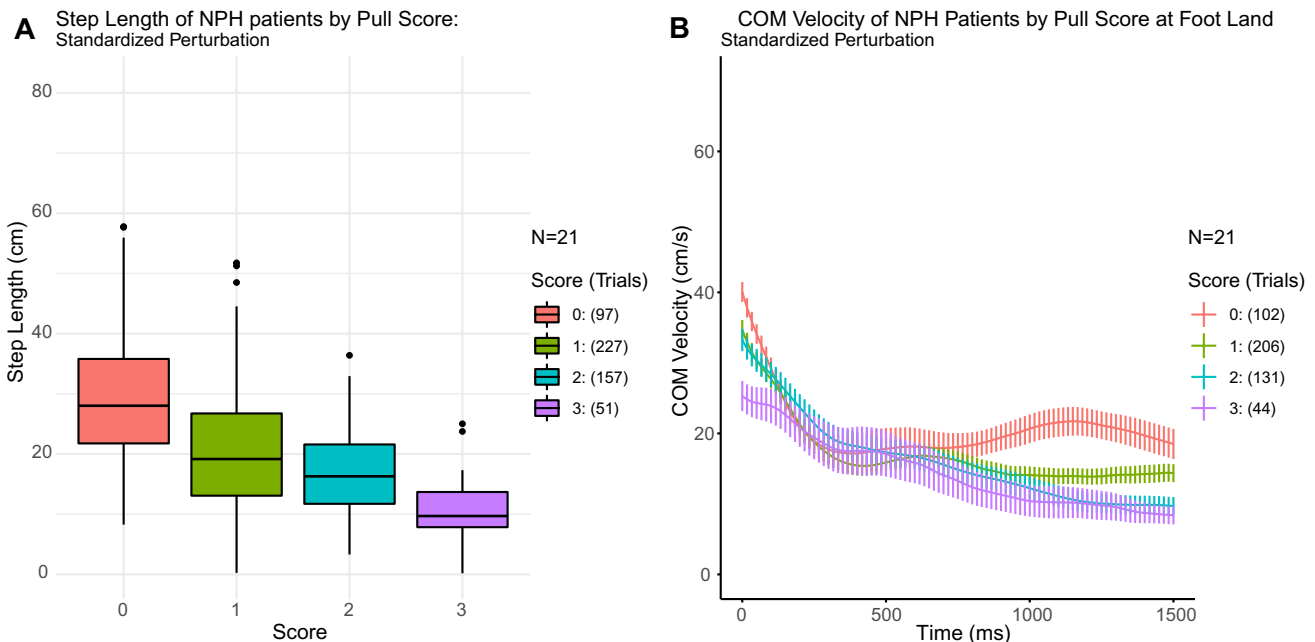 A
Step Length of NPH patients by Pull Score:
Standardized Perturbation
80
60
40
20
0
Step Length (cm)
0 1 2 3
Score
N=21
Score (Trials)
0: (97)
1: (227)
2: (157)
3: (51)
B
COM Velocity of NPH Patients by Pull Score at Foot Land
Standardized Perturbation
60
40
20
0
COM Velocity (cm/s)
0 500 1000 1500
Time (ms)
N=21
Score (Trials)
0: (102)
1: (206)
2: (131)
3: (44)